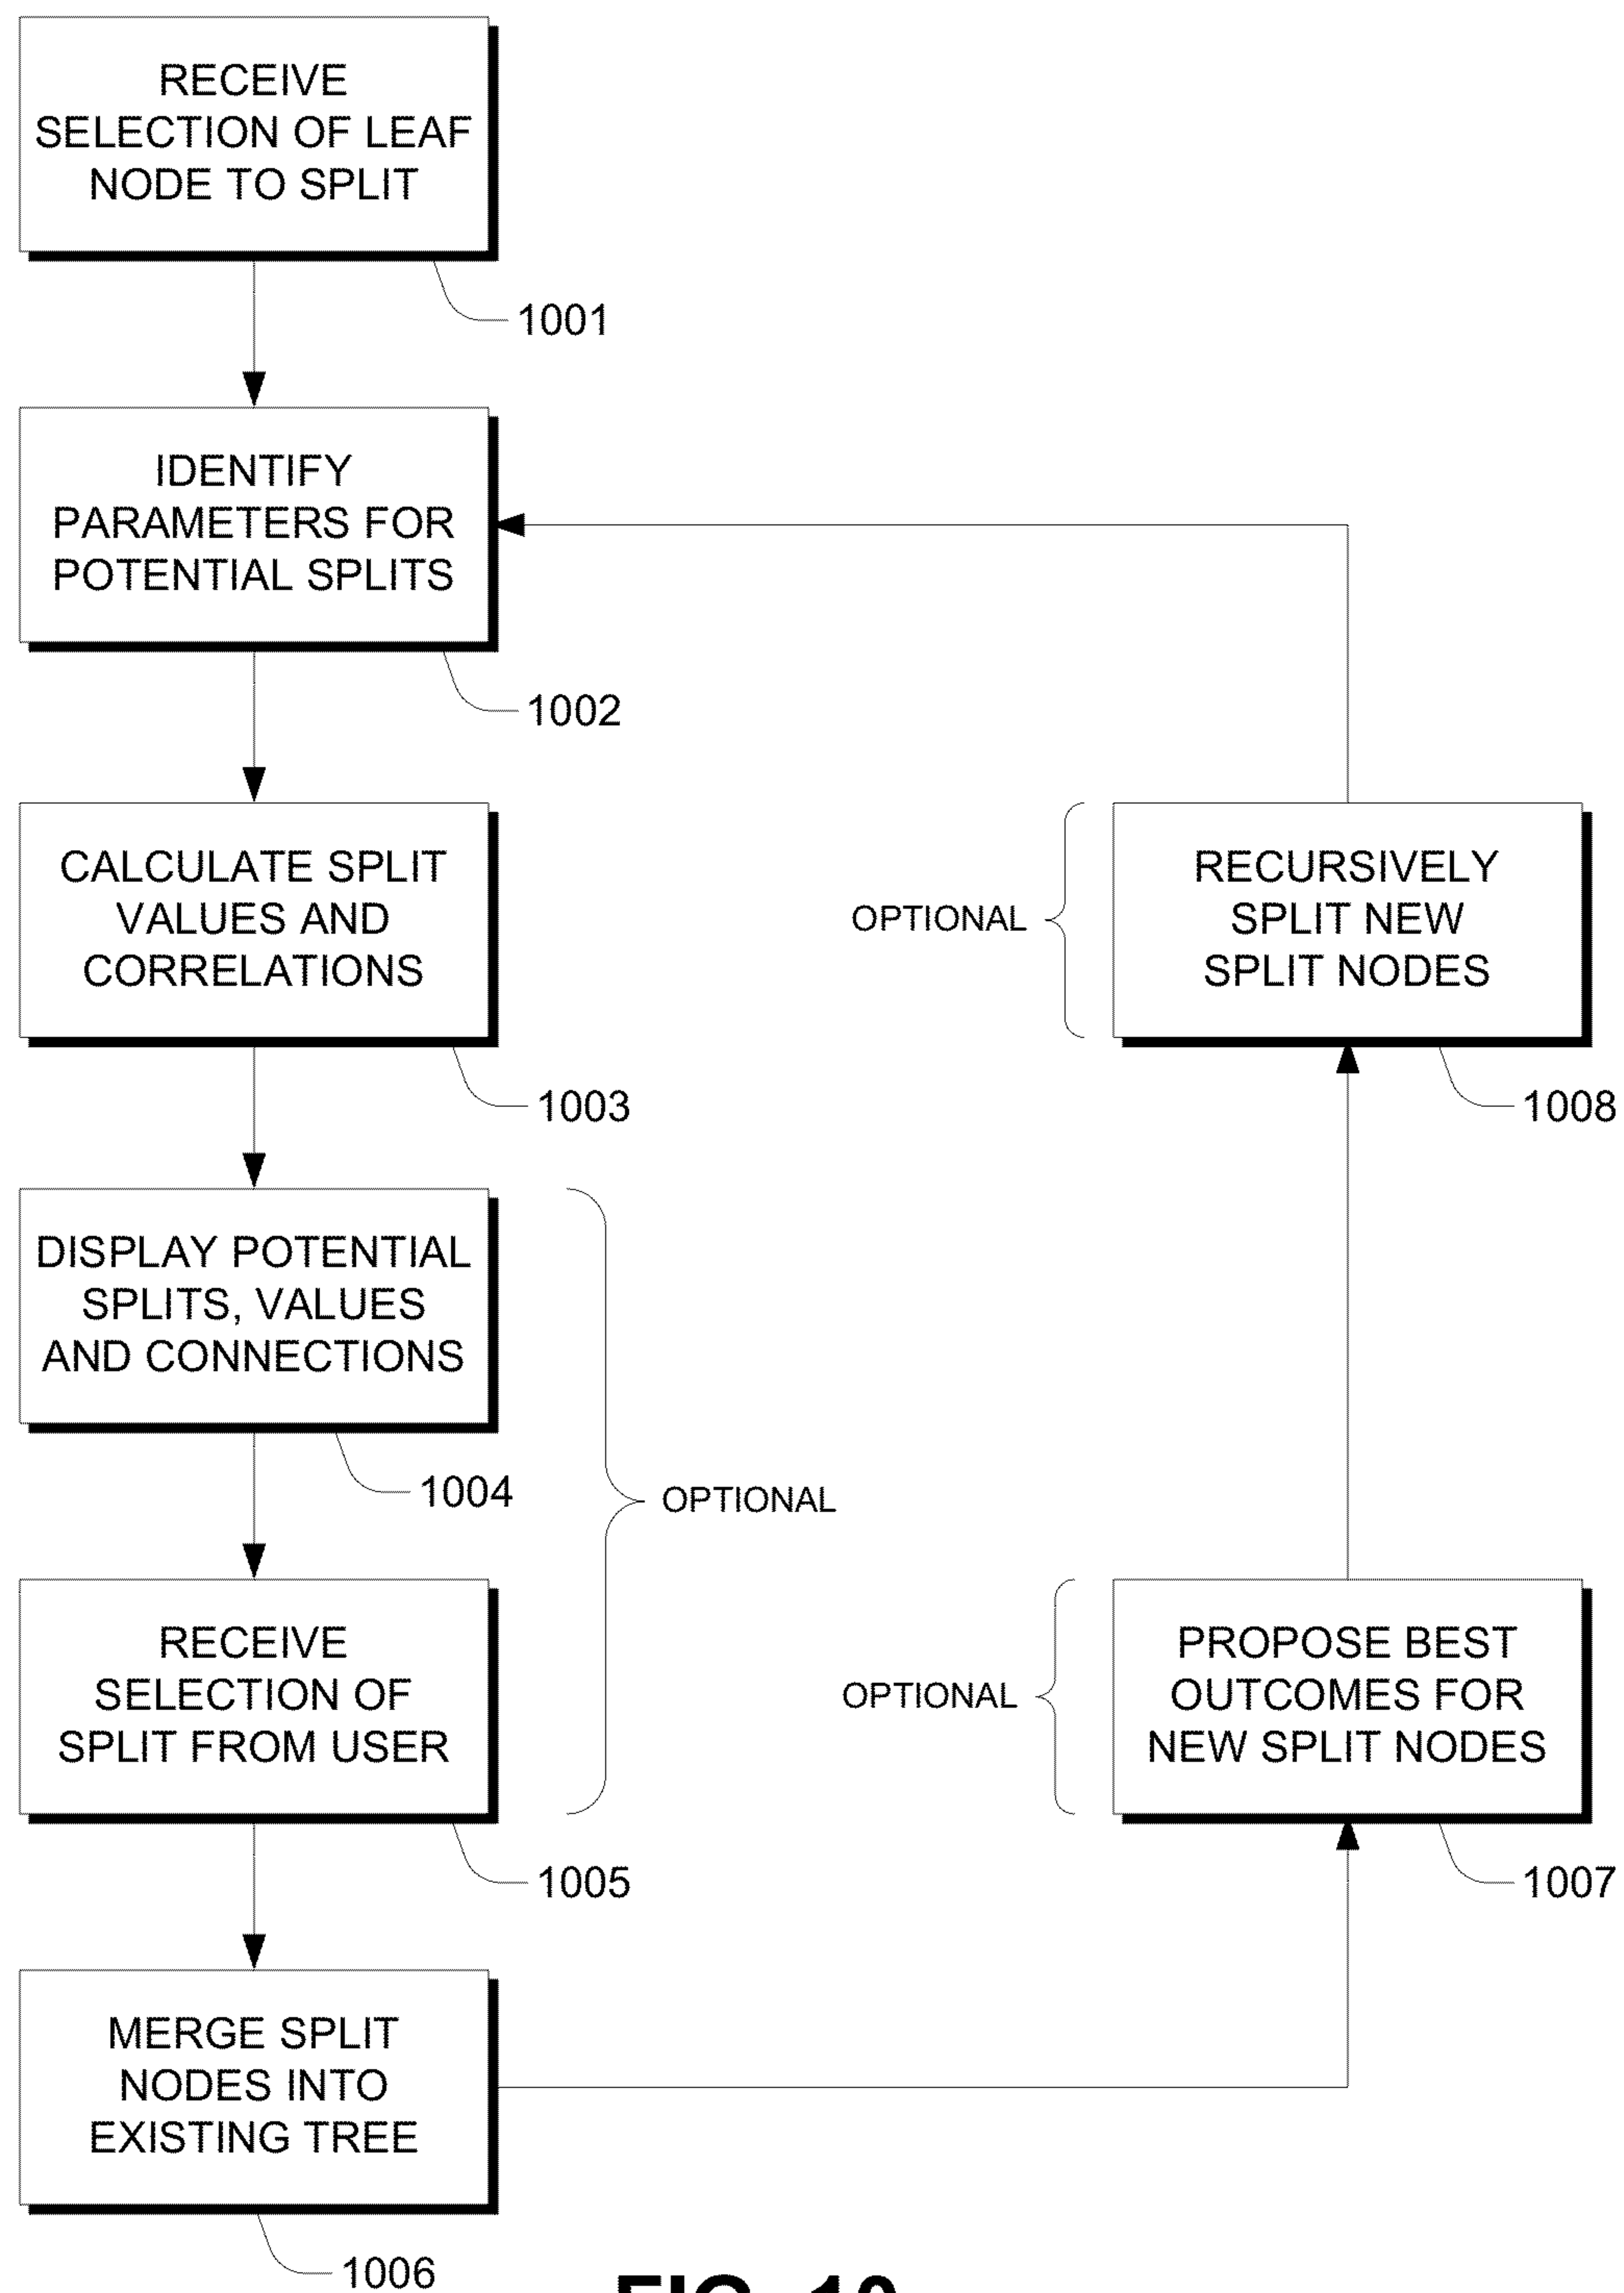 RECEIVE
SELECTION OF LEAF
NODE TO SPLIT
1001
IDENTIFY
PARAMETERS FOR
POTENTIAL SPLITS
1002
CALCULATE SPLIT
VALUES AND
CORRELATIONS
1003
DISPLAY POTENTIAL
SPLITS, VALUES
AND CONNECTIONS
1004
OPTIONAL
RECEIVE
SELECTION OF
SPLIT FROM USER
1005
MERGE SPLIT
NODES INTO
EXISTING TREE
1006
OPTIONAL
PROPOSE BEST
OUTCOMES FOR
NEW SPLIT NODES
1007
OPTIONAL
RECURSIVELY
SPLIT NEW
SPLIT NODES
1008
FIG. 10